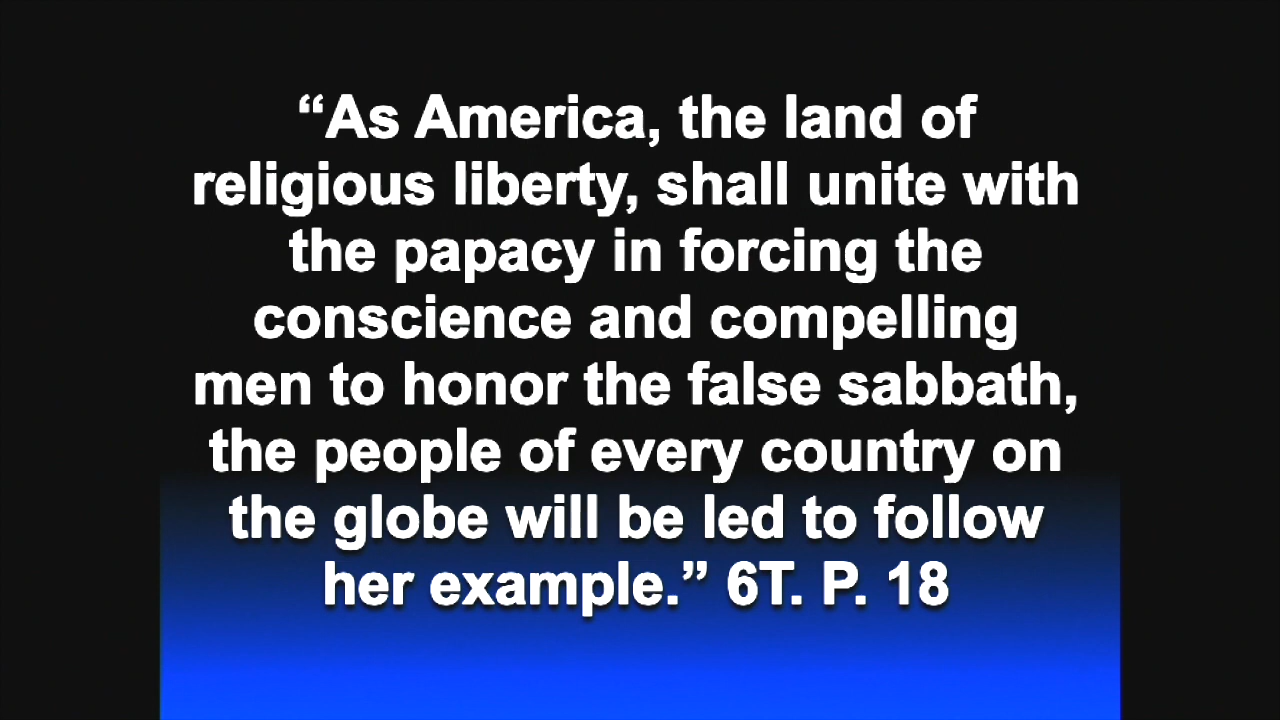 “As America, the land of
religious liberty, shall unite with
the papacy in forcing the
conscience and compelling
men to honor the false sabbath,
the people of every country on
the globe will be led to follow
her example.” 6T. P. 18